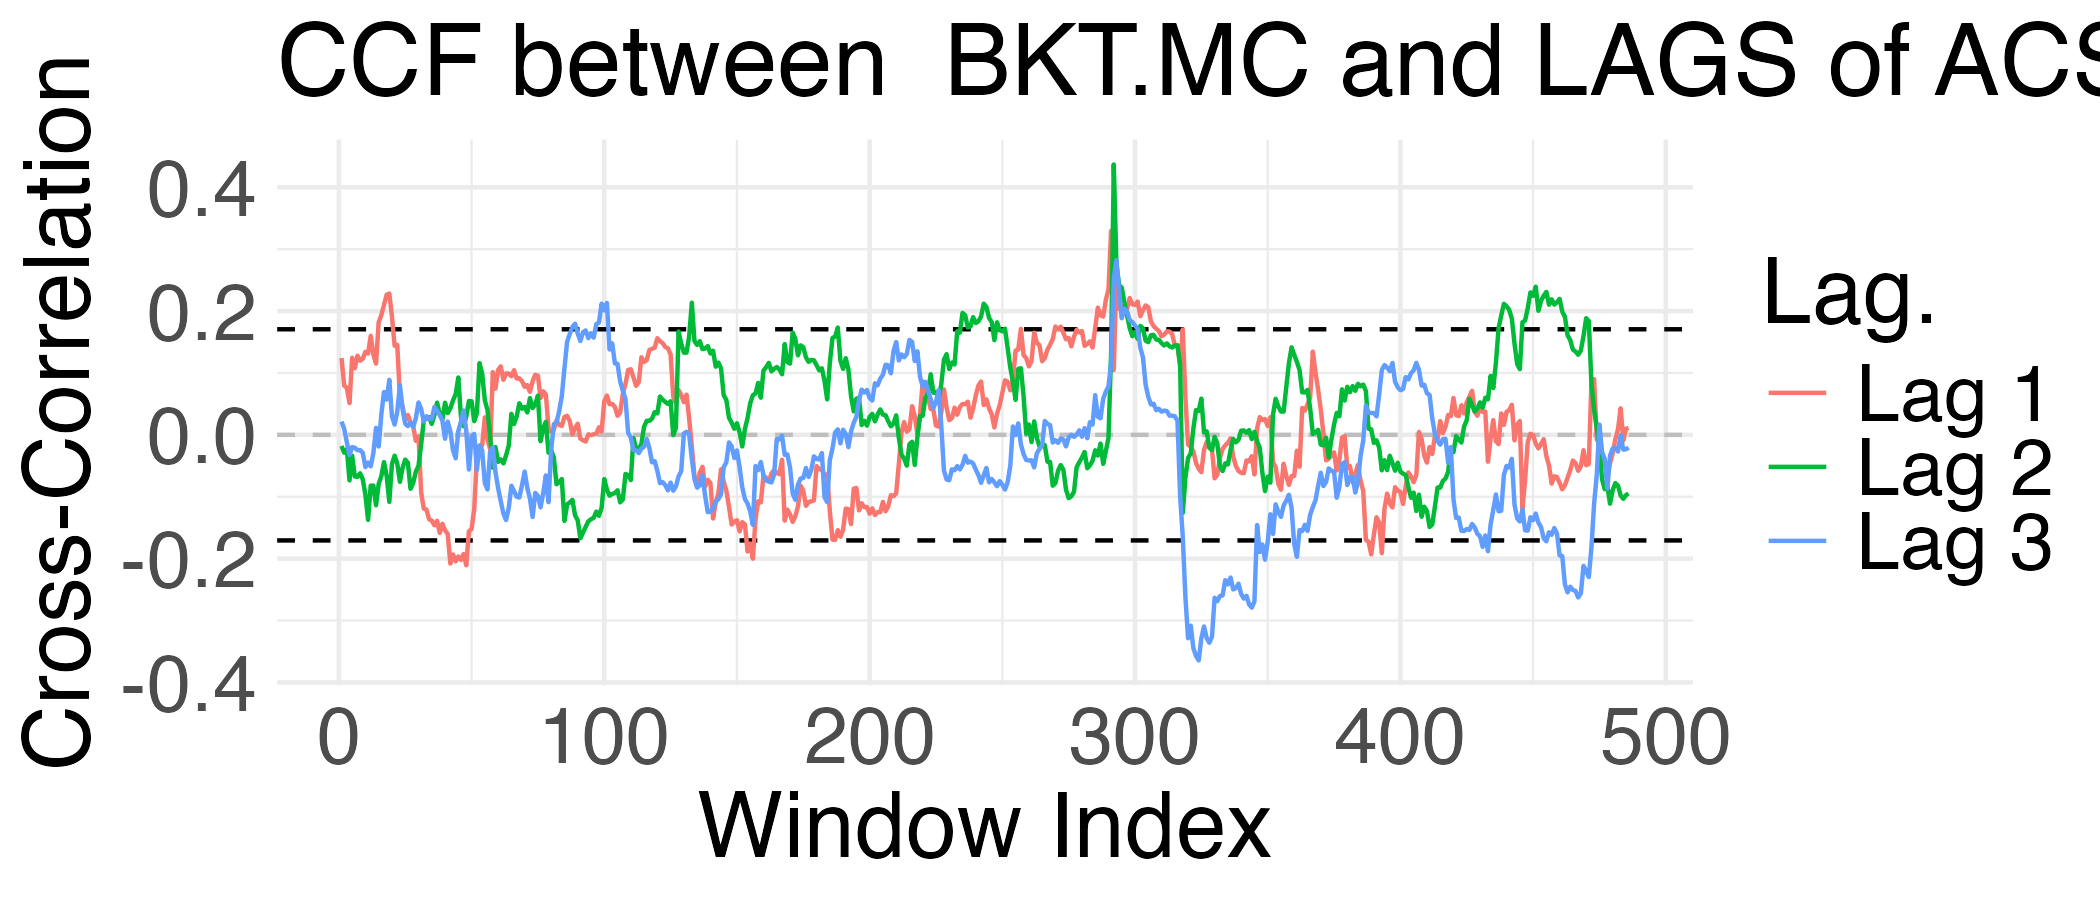 CCF between  BKT.MC and LAGS of ACS
Cross-Correlation
0.4
0.2
0.0
-0.2
-0.4
0 100 200 300 400 500
Window Index
Lag.
Lag 1
Lag 2
Lag 3